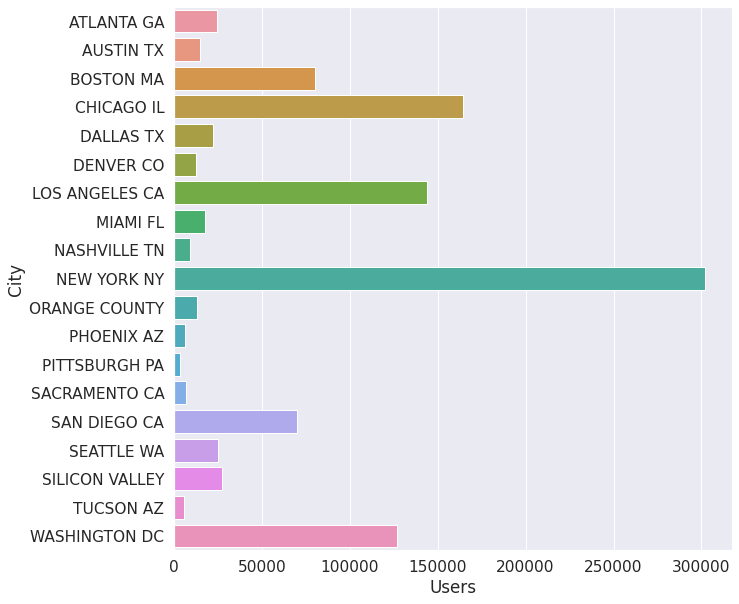 ATLANTA GA
AUSTIN TX
BOSTON MA
CHICAGO IL
DALLAS TX
DENVER CO
LOS ANGELES CA
MIAMI FL
NASHVILLE TN
City
NEW YORK NY
ORANGE COUNTY
PHOENIX AZ
PITTSBURGH PA
SACRAMENTO CA
SAN DIEGO CA
SEATTLE WA
SILICON VALLEY
TUCSON AZ
WASHINGTON DC
0 50000 100000 150000 200000 250000 300000
Users